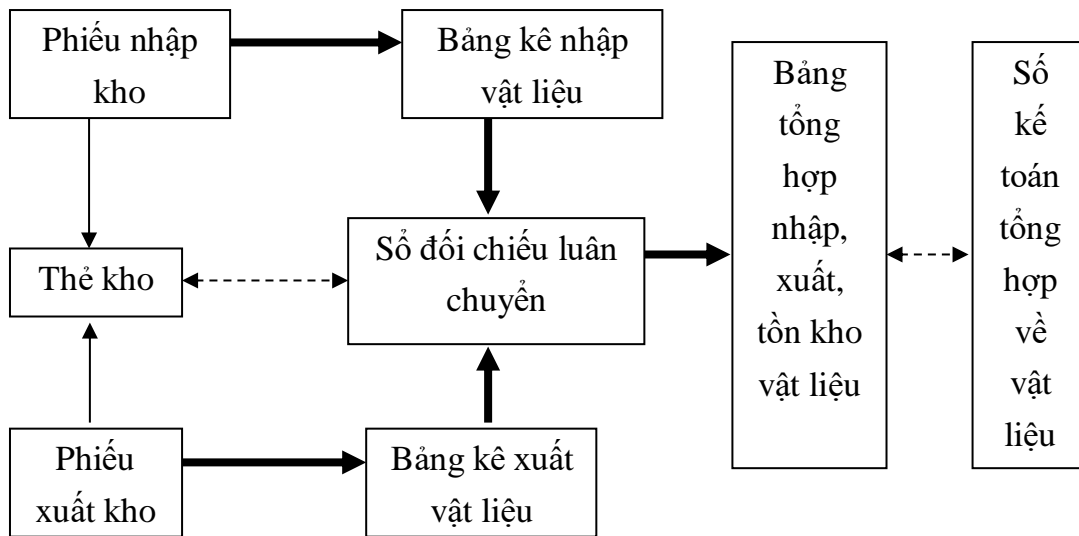 Phiếu nhập
kho
Bảng kê nhập
vật liệu
Thẻ kho
Sổ đối chiếu luân
chuyển
Phiếu
xuất kho
Bảng kê xuất
vật liệu
Bảng
tổng
hợp
nhập,
xuất,
tồn kho
vật liệu
Số
kế
toán
tổng
hợp
về
vật
liệu